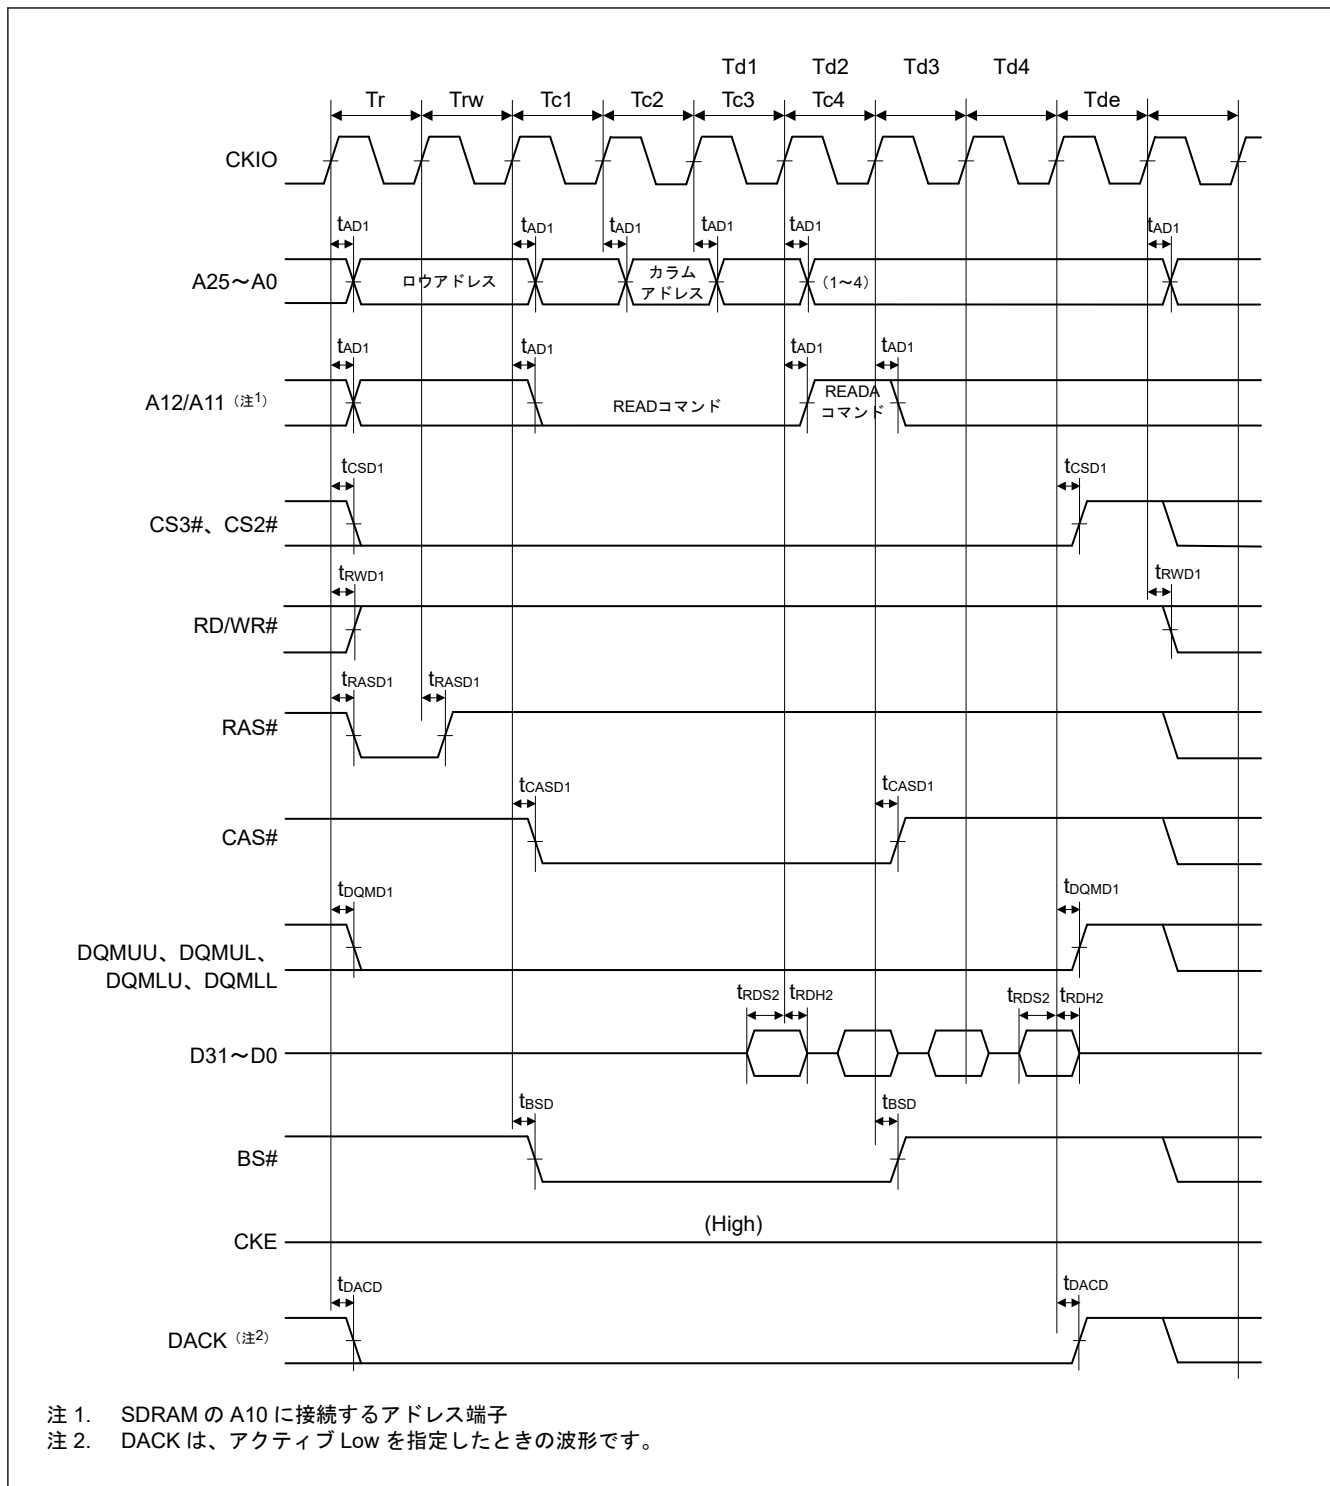 Td1 Td2 Td3 Td4
Tr Trw Tc1 Tc2 Tc3 Tc4 Tde
CKIO
tAD1 tAD1 tAD1 tAD1 tAD1 tAD1
A25～A0 ロウアドレス カラム アドレス （1～4）
tAD1 tAD1 tAD1 tAD1
A12/A11（注1） READコマンド READA コマンド
tCSD1 tCSD1
CS3#、CS2#
tRWD1 tRWD1
RD/WR#
tRASD1 tRASD1
RAS#
tCASD1 tCASD1
CAS#
tDQMD1 tDQMD1
DQMUU、DQMUL、
DQMLU、DQMLL
tRDS2 tRDH2 tRDS2 tRDH2
D31～D0
tBSD tBSD
BS#
(High)
CKE
tDACD tDACD
DACK（注2）
注 1. SDRAM の A10 に接続するアドレス端子
注 2. DACK は、アクティブ Low を指定したときの波形です。